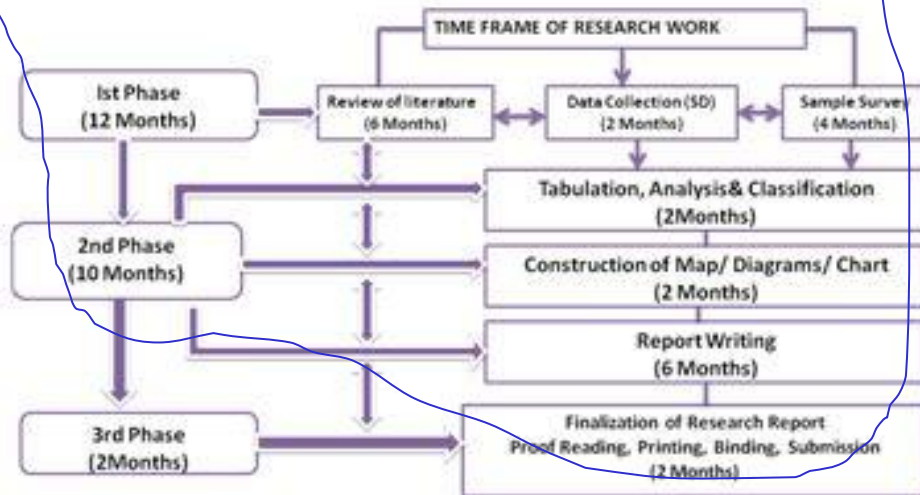 TIME FRAME OF RESEARCH WORK
Ist Phase
(12 Months)
Review of literature
(6 Months)
Data Collection (SD)
(2 Months)
Sample Survey
(4 Months)
Tabulation, Analysis& Classification
(2Months)
2nd Phase
(10 Months)
Construction of Map/ Diagrams/ Chart
(2 Months)
Report Writing
(6 Months)
3rd Phase
(2Months)
Finalization of Research Report
Proof Reading, Printing, Binding, Submission
(2 Months)